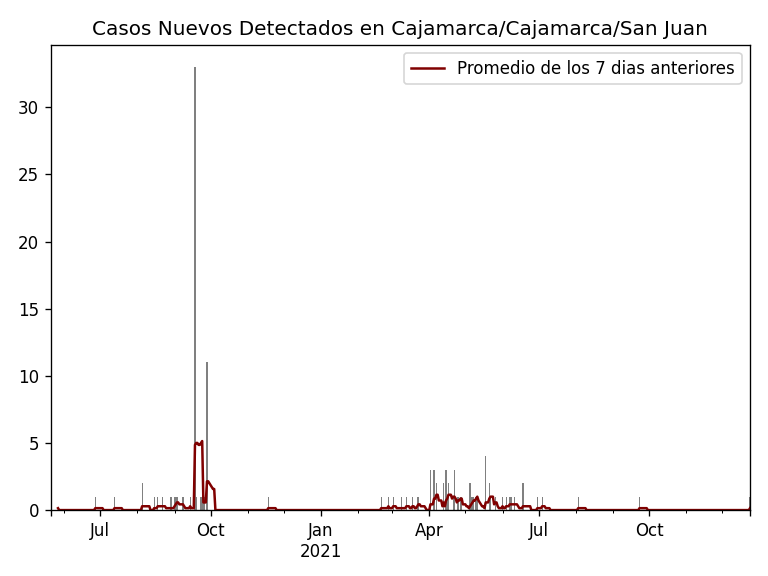 Casos Nuevos Detectados en Cajamarca/Cajamarca/San Juan
Promedio de los 7 dias anteriores
30
25
20
15
10
5
0
Jul Oct Jan Apr Jul Oct
2021